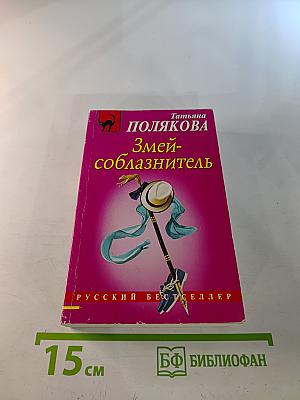 Татьяна
ПОЛЯКОВА
Змей-
соблазнитель
РУССКИЙ БЕСТСЕЛЛЕР
15 см
БФ БИБЛИОФАН